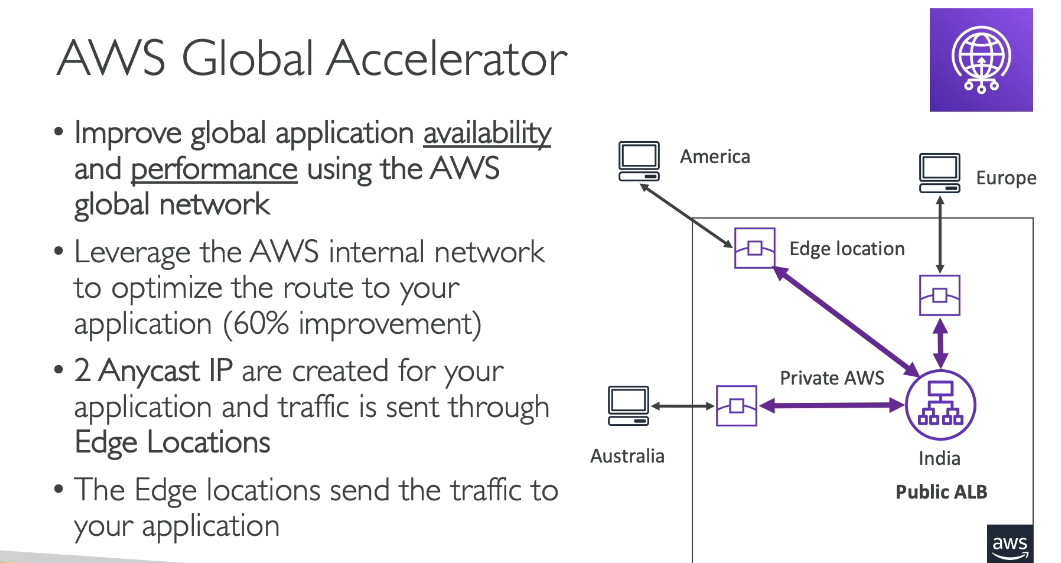 AWS Global Accelerator
• Improve global application availability
and performance using the AWS
global network
• Leverage the AWS internal network
to optimize the route to your
application (60% improvement)
• 2 Anycast IP are created for your
application and traffic is sent through
Edge Locations
• The Edge locations send the traffic to
your application
America
Europe
Edge location
Private AWS
Australia
India
Public ALB
aws